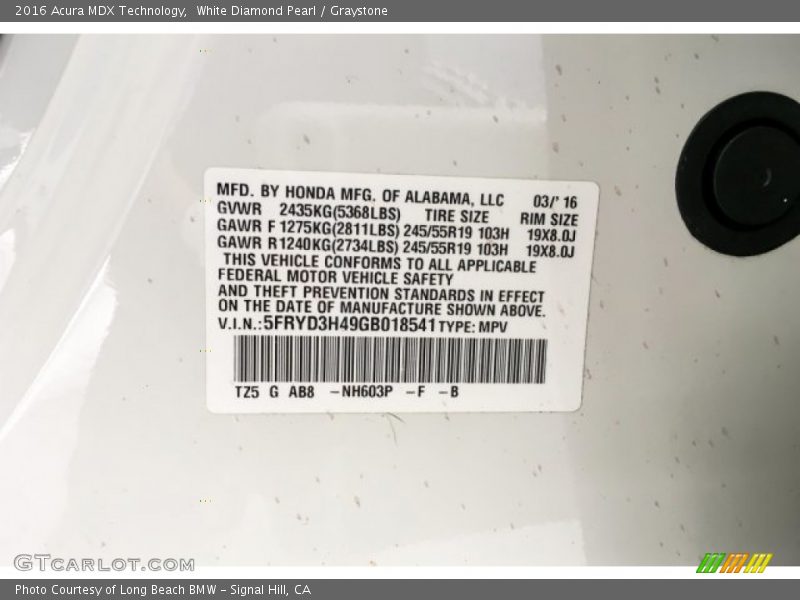 2016 Acura MDX Technology, White Diamond Pearl / Graystone
MFD. BY HONDA MFG. OF ALABAMA, LLC 03/' 16
GVWR 2435KG(5368LBS) TIRE SIZE RIM SIZE
GAWR F 1275KG(2811LBS) 245/55R19 103H 19X8.0J
GAWR R 1240KG(2734LBS) 245/55R19 103H 19X8.0J
THIS VEHICLE CONFORMS TO ALL APPLICABLE
FEDERAL MOTOR VEHICLE SAFETY
AND THEFT PREVENTION STANDARDS IN EFFECT
ON THE DATE OF MANUFACTURE SHOWN ABOVE.
V.I.N.:5FRYD3H49GB018541 TYPE: MPV
TZ5 G AB8 -NH603P -F -B
GTCARLOT.COM
Photo Courtesy of Long Beach BMW - Signal Hill, CA